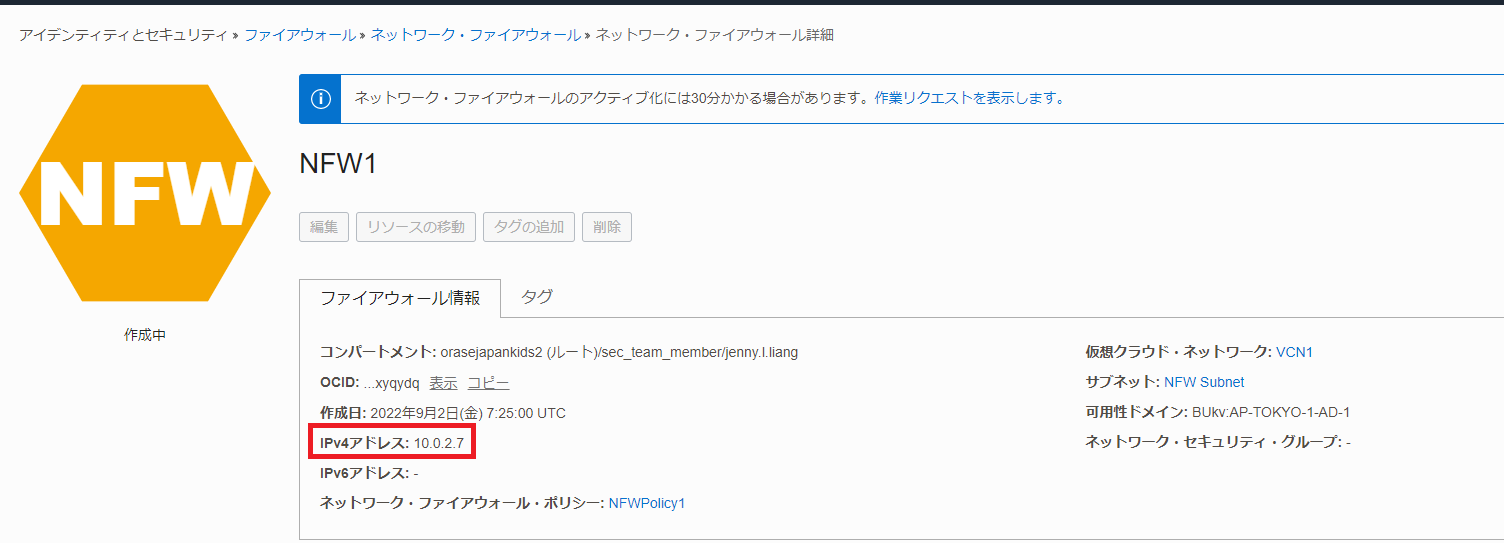 アイデンティティとセキュリティ » ファイアウォール » ネットワーク・ファイアウォール » ネットワーク・ファイアウォール詳細
ネットワーク・ファイアウォールのアクティブ化には30分かかる場合があります。作業リクエストを表示します。
NFW
作成中
NFW1
編集 リソースの移動 タグの追加 削除
ファイアウォール情報 タグ
コンパートメント: orasejapankids2 (ルート)/sec_team_member/jenny.l.liang
OCID: ...xyqydq 表示 コピー
作成日: 2022年9月2日(金) 7:25:00 UTC
IPv4アドレス: 10.0.2.7
IPv6アドレス: -
ネットワーク・ファイアウォール・ポリシー: NFWPolicy1
仮想クラウド・ネットワーク: VCN1
サブネット: NFW Subnet
可用性ドメイン: BUkv:AP-TOKYO-1-AD-1
ネットワーク・セキュリティ・グループ: -